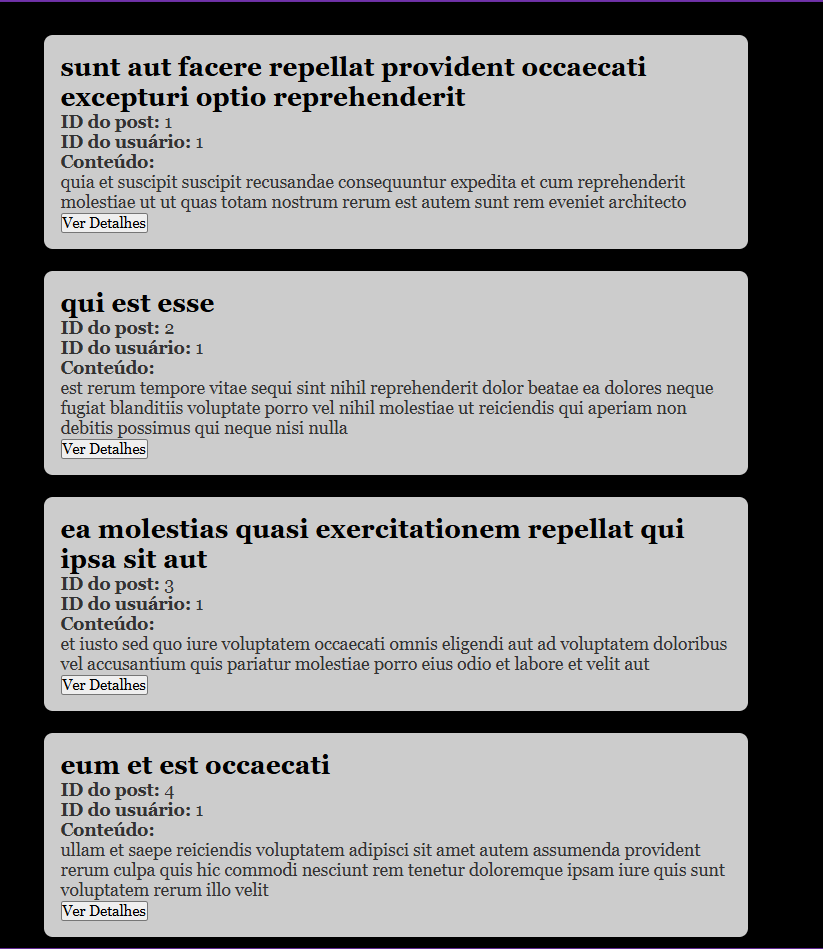 sunt aut facere repellat provident occaecati
excepturi optio reprehenderit
ID do post: 1
ID do usuário: 1
Conteúdo:
quia et suscipit suscipit recusandae consequuntur expedita et cum reprehenderit
molestiae ut ut quas totam nostrum rerum est autem sunt rem eveniet architecto
Ver Detalhes
qui est esse
ID do post: 2
ID do usuário: 1
Conteúdo:
est rerum tempore vitae sequi sint nihil reprehenderit dolor beatae ea dolores neque
fugiat blanditiis voluptate porro vel nihil molestiae ut reiciendis qui aperiam non
debitis possimus qui neque nisi nulla
Ver Detalhes
ea molestias quasi exercitationem repellat qui
ipsa sit aut
ID do post: 3
ID do usuário: 1
Conteúdo:
et iusto sed quo iure voluptatem occaecati omnis eligendi aut ad voluptatem doloribus
vel accusantium quis pariatur molestiae porro eius odio et labore et velit aut
Ver Detalhes
eum et est occaecati
ID do post: 4
ID do usuário: 1
Conteúdo:
ullam et saepe reiciendis voluptatem adipisci sit amet autem assumenda provident
rerum culpa quis hic commodi nesciunt rem tenetur doloremque ipsam iure quis sunt
voluptatem rerum illo velit
Ver Detalhes